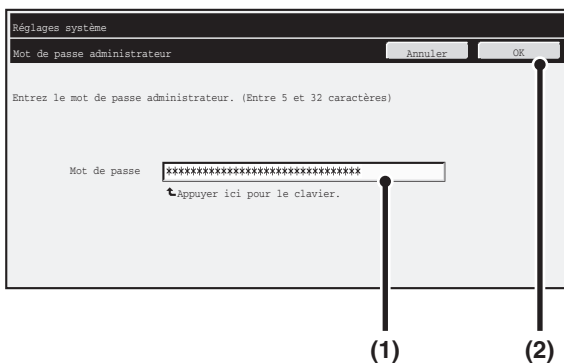 Réglages système
Mot de passe administrateur Annuler OK
Entrez le mot de passe administrateur. (Entre 5 et 32 caractères)
Mot de passe ********************************
Appuyer ici pour le clavier.
(1) (2)